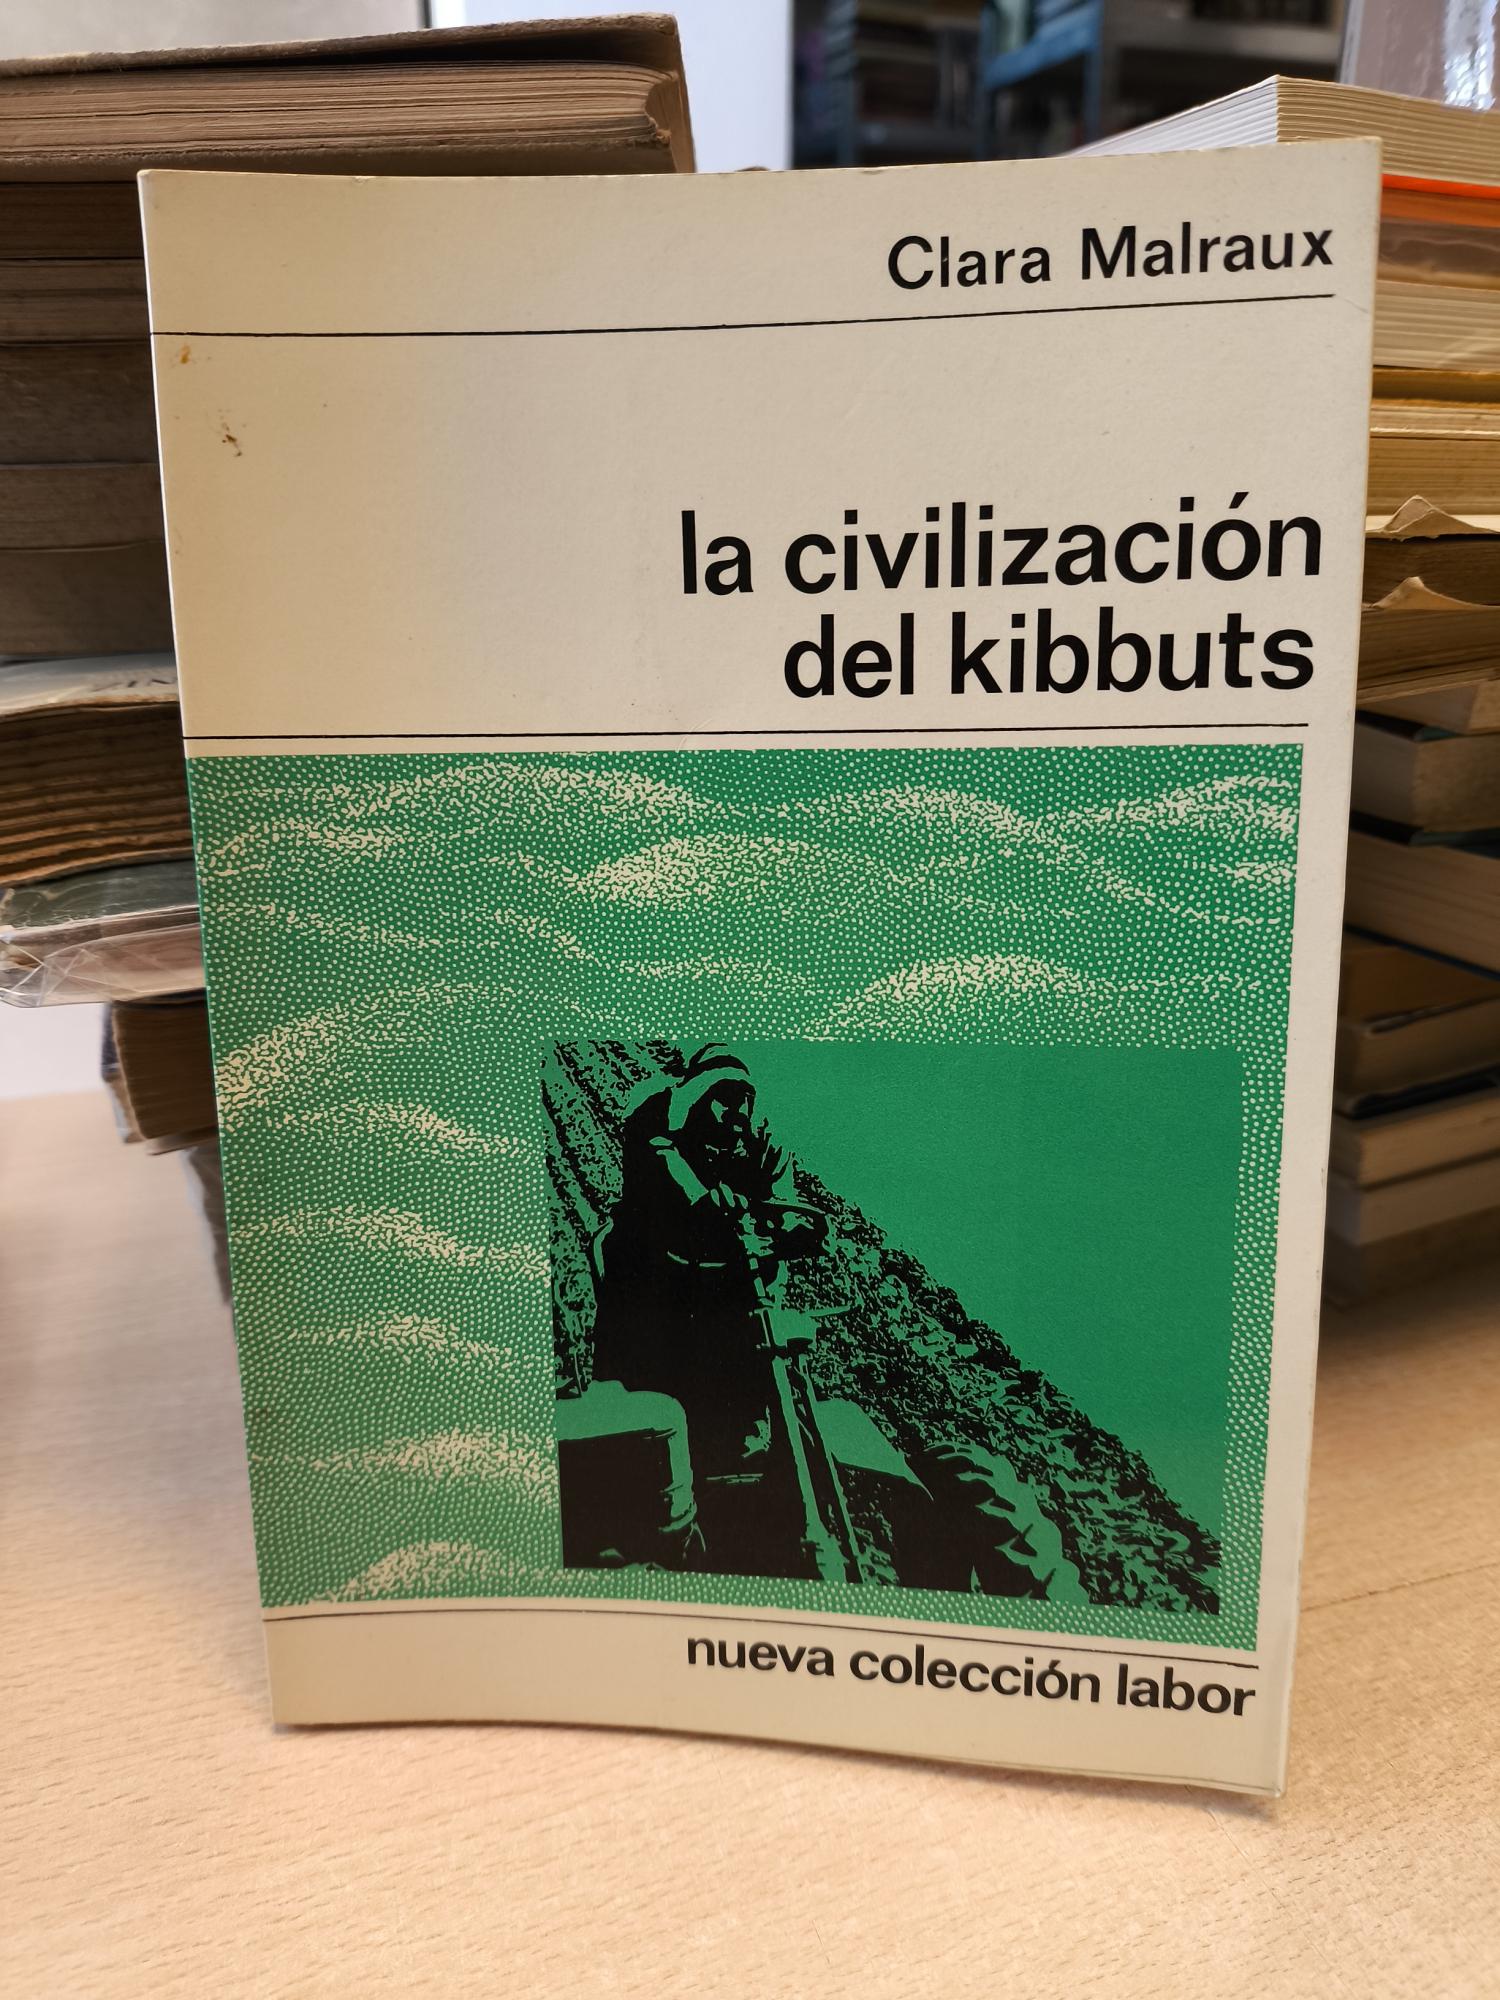 Clara Malraux
la civilización
del kibbuts
nueva colección labor